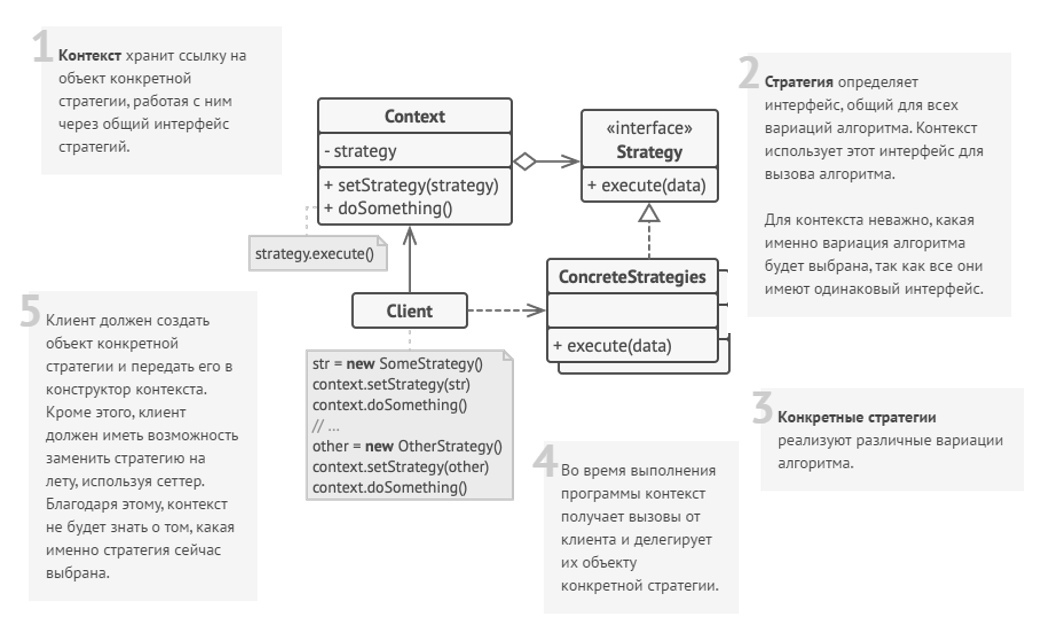 1
Контекст хранит ссылку на
объект конкретной
стратегии, работая с ним
через общий интерфейс
стратегий.
Context
- strategy
+ setStrategy(strategy)
+ doSomething()
strategy.execute()
«interface»
Strategy
+ execute(data)
2
Стратегия определяет
интерфейс, общий для всех
вариаций алгоритма. Контекст
использует этот интерфейс для
вызова алгоритма.
Для контекста неважно, какая
именно вариация алгоритма
будет выбрана, так как все они
имеют одинаковый интерфейс.
ConcreteStrategies
+ execute(data)
Client
str = new SomeStrategy()
context.setStrategy(str)
context.doSomething()
// ...
other = new OtherStrategy()
context.setStrategy(other)
context.doSomething()
3
Конкретные стратегии
реализуют различные вариации
алгоритма.
4
Во время выполнения
программы контекст
получает вызовы от
клиента и делегирует
их объекту
конкретной стратегии.
5
Клиент должен создать
объект конкретной
стратегии и передать его в
конструктор контекста.
Кроме этого, клиент
должен иметь возможность
заменить стратегию на
лету, используя сеттер.
Благодаря этому, контекст
не будет знать о том, какая
именно стратегия сейчас
выбрана.